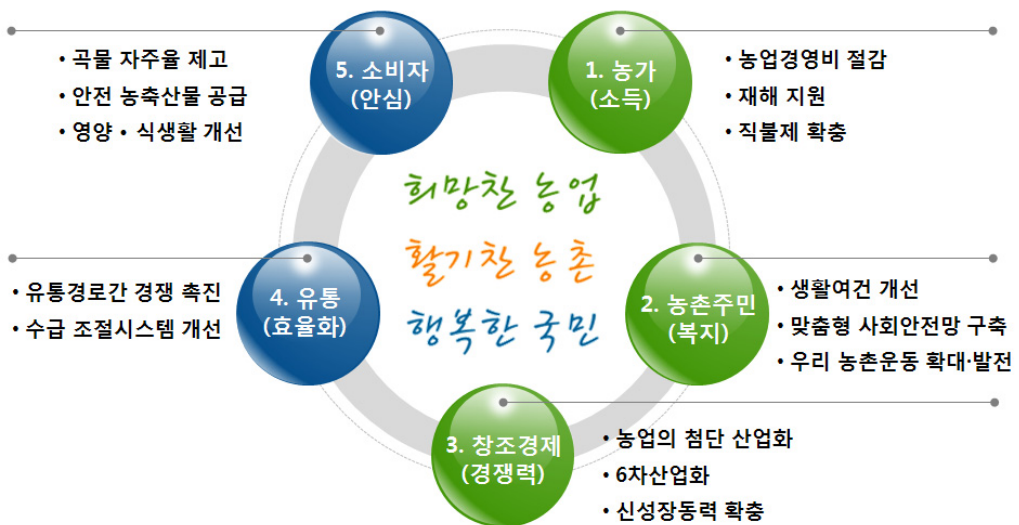 5. 소비자
(안심)
• 곡물 자주율 제고
• 안전 농축산물 공급
• 영양 • 식생활 개선
1. 농가
(소득)
• 농업경영비 절감
• 재해 지원
• 직불제 확충
희망찬 농업
활기찬 농촌
행복한 국민
4. 유통
(효율화)
• 유통경로간 경쟁 촉진
• 수급 조절시스템 개선
2. 농촌주민
(복지)
• 생활여건 개선
• 맞춤형 사회안전망 구축
• 우리 농촌운동 확대·발전
3. 창조경제
(경쟁력)
• 농업의 첨단 산업화
• 6차산업화
• 신성장동력 확충